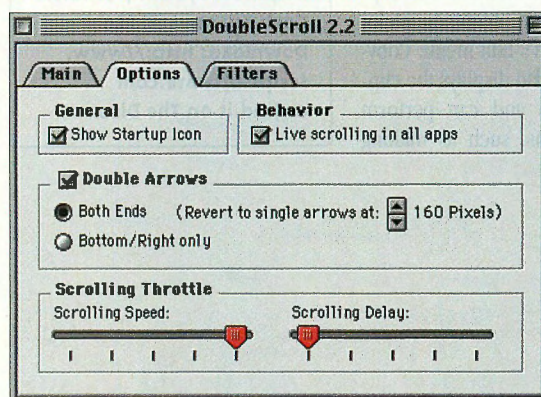 DoubleScroll 2.2
Main Options Filters
General Behavior
Show Startup Icon Live scrolling in all apps
Double Arrows
Both Ends (Revert to single arrows at: 160 Pixels)
Bottom/Right only
Scrolling Throttle
Scrolling Speed: Scrolling Delay: